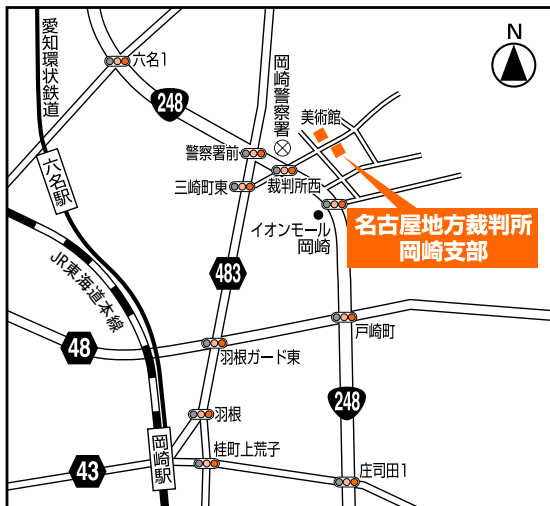 愛知環状鉄道
六名1
248
岡崎警察署
N
美術館
警察署前
三崎町東
裁判所西
六名駅
イオンモール
岡崎
名古屋地方裁判所
岡崎支部
JR東海道本線
483
48
羽根ガード東
戸崎町
248
羽根
岡崎駅
桂町上荒子
43
庄司田1